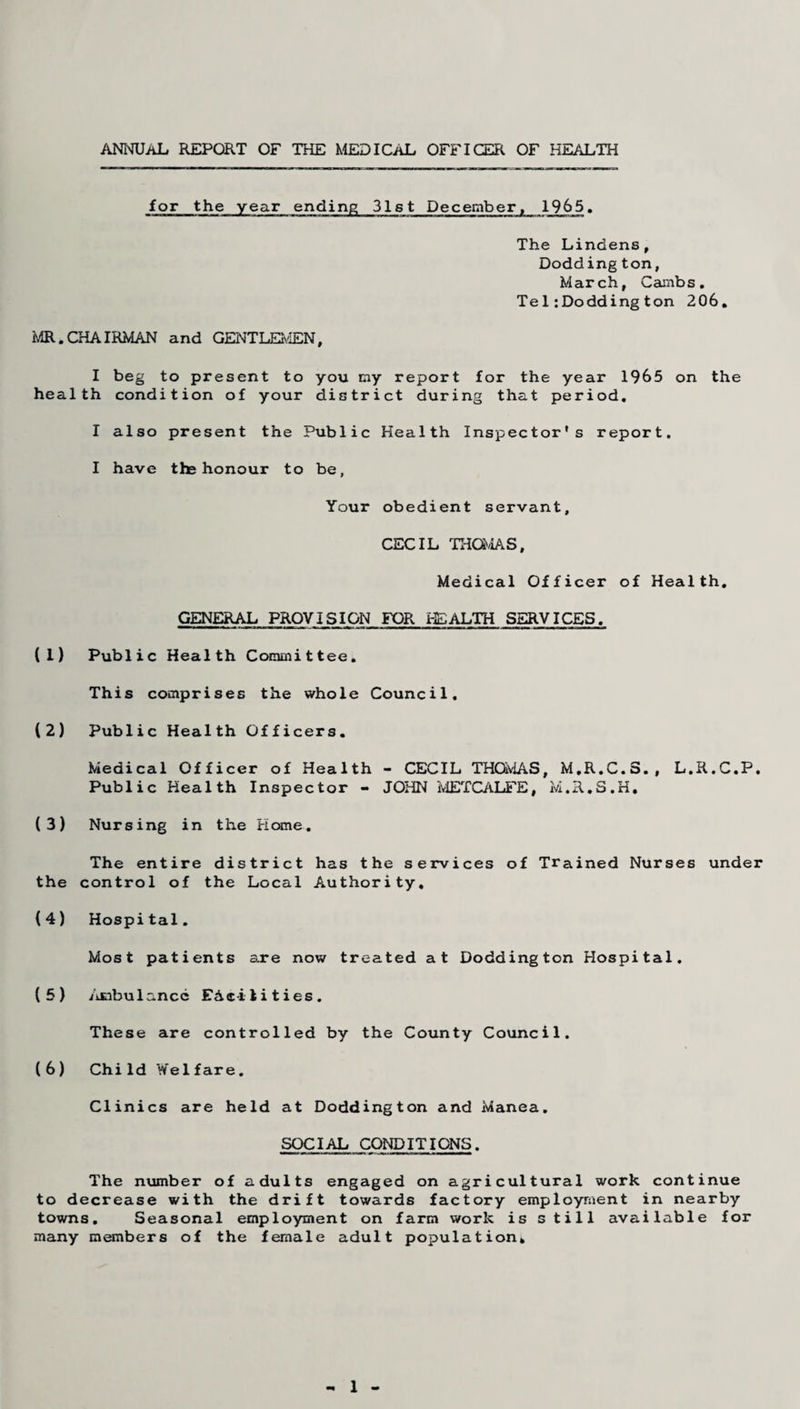 ANNUAL REPORT OF THE MEDICAL OFFICER OF HEALTH
for the year ending 31st December, 1965.
The Lindens,
Doddington,
March, Cambs.
Tel:Doddington 206.
MR.CHAIRMAN and GENTLEMEN,
I beg to present to you my report for the year 1965 on the
health condition of your district during that period.
I also present the Public Health Inspector's report.
I have the honour to be,
Your obedient servant,
CECIL THOMAS,
Medical Officer of Health.
GENERAL PROVISION FOR HEALTH SERVICES.
(1) Public Health Committee.
This comprises the whole Council.
(2) Public Health Officers.
Medical Officer of Health - CECIL THOMAS, M.R.C.S., L.R.C.P.
Public Health Inspector - JOHN METCALFE, M.R.S.H.
(3) Nursing in the Home.
The entire district has the services of Trained Nurses under
the control of the Local Authority.
(4) Hospital.
Most patients are now treated at Doddington Hospital.
(5) Ambulance Facilities.
These are controlled by the County Council.
(6) Child Welfare.
Clinics are held at Doddington and Manea.
SOCIAL CONDITIONS.
The number of adults engaged on agricultural work continue
to decrease with the drift towards factory employment in nearby
towns. Seasonal employment on farm work is still available for
many members of the female adult population.
- 1 -